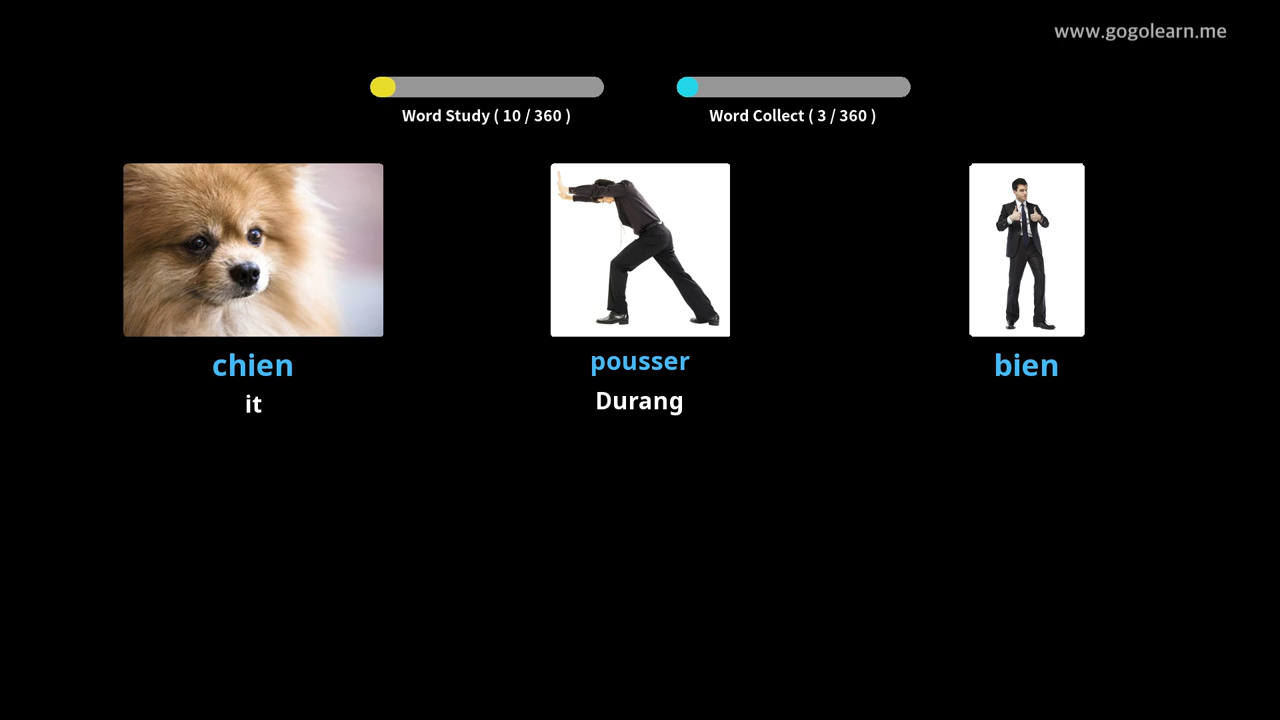 www.gogolearn.me
Word Study ( 10 / 360 )
Word Collect ( 3 / 360 )
chien
it
pousser
Durang
bien